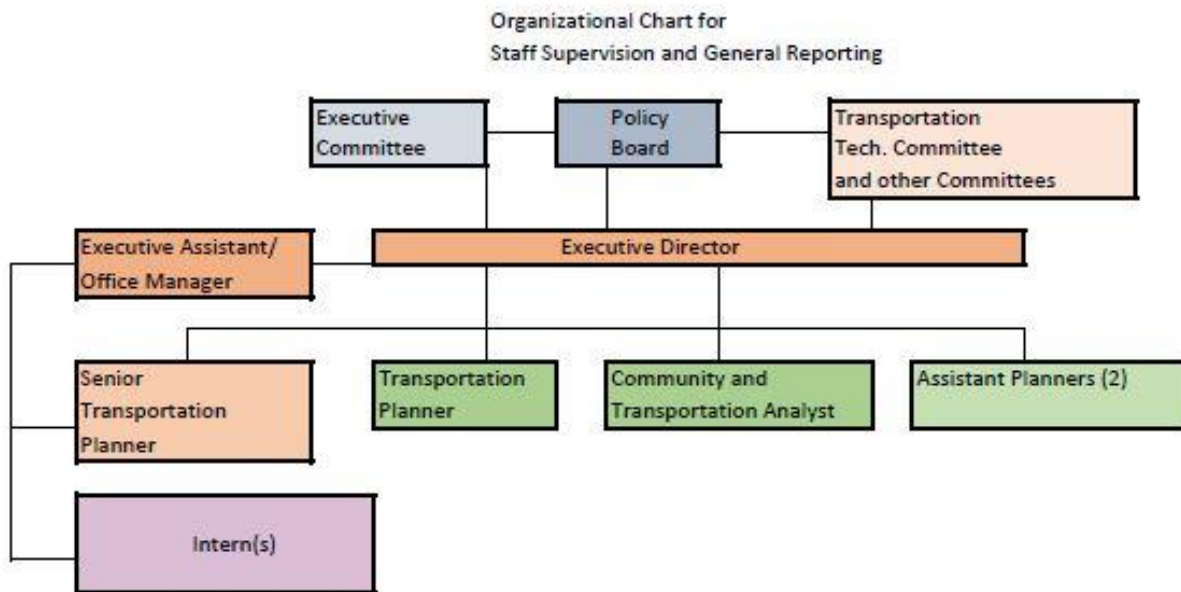 Organizational Chart for
Staff Supervision and General Reporting
Executive
Committee
Policy
Board
Transportation
Tech. Committee
and other Committees
Executive Assistant/
Office Manager
Executive Director
Senior
Transportation
Planner
Transportation
Planner
Community and
Transportation Analyst
Assistant Planners (2)
Intern(s)